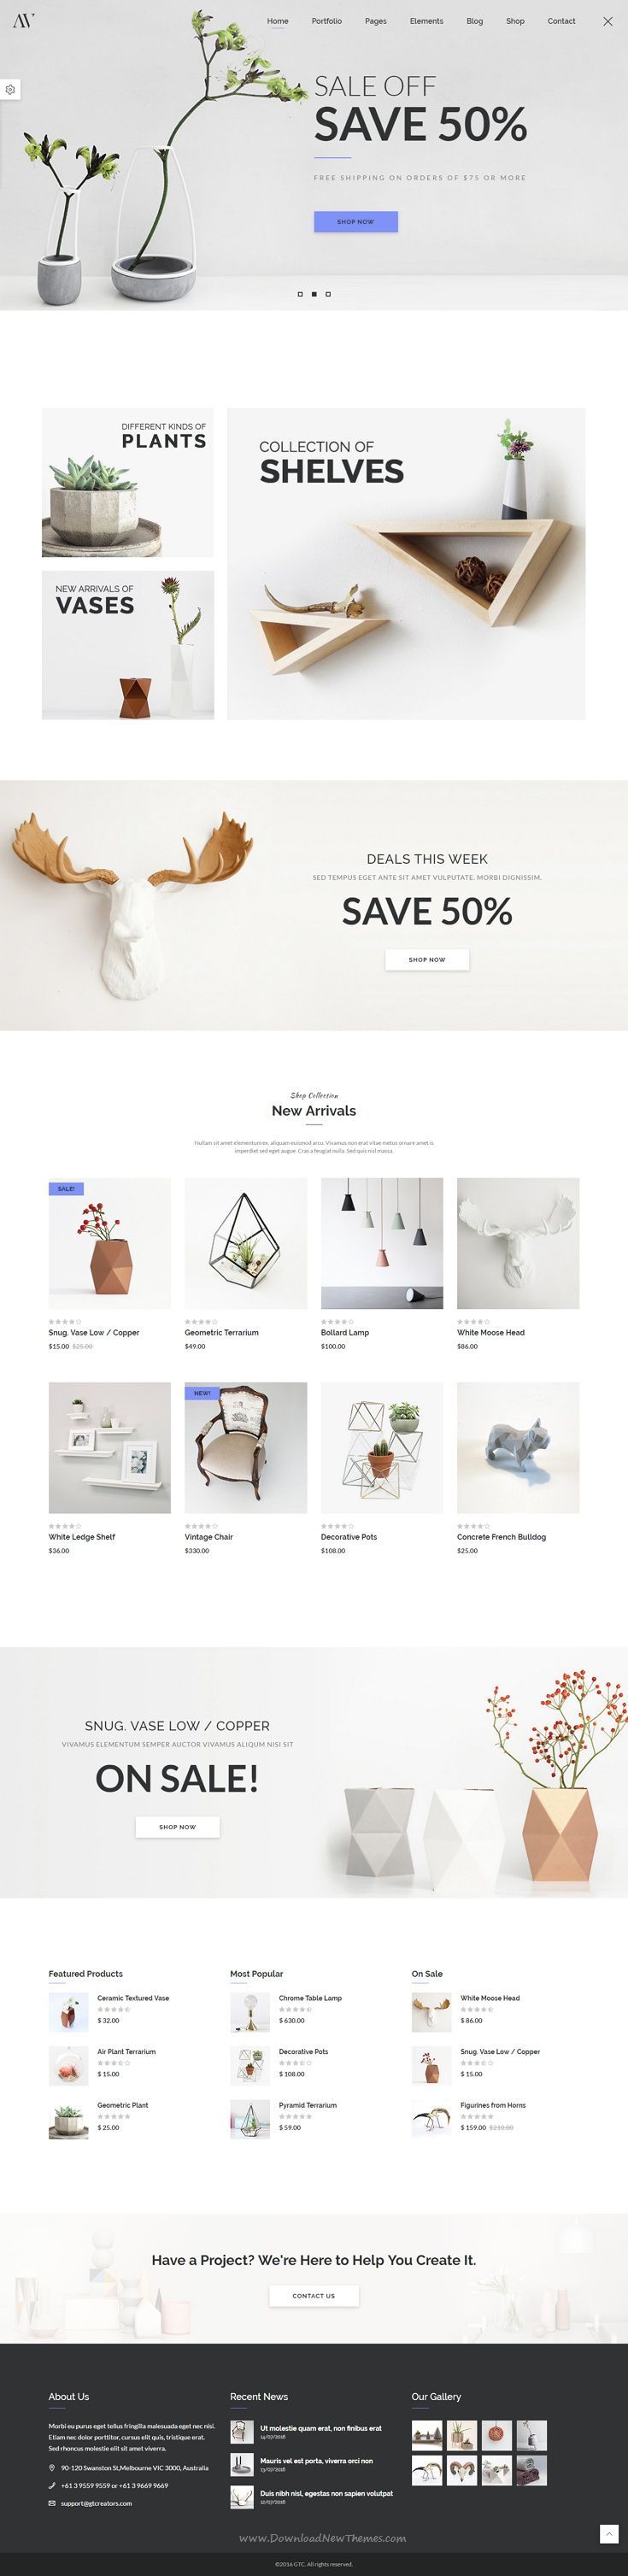 AV
Home Portfolio Pages Elements Blog Shop Contact
SALE OFF
SAVE 50%
FREE SHIPPING ON ORDERS OF $75 OR MORE
SHOP NOW
DIFFERENT KINDS OF
PLANTS
COLLECTION OF
SHELVES
NEW ARRIVALS OF
VASES
DEALS THIS WEEK
SED TEMPUS EGET ANTE SIT AMET VULPUTATE. MORBI DIGNISSIM.
SAVE 50%
SHOP NOW
Shop Collection
New Arrivals
Nullam sit amet elementum ex, aliquam euismod arcu. Vivamus non erat vitae metus ornare amet is
imperdiet sed eget augue. Cras a feugiat nulla. Sed quis nisl massa.
SALE!
Snug. Vase Low / Copper
$15.00 $25.00
Geometric Terrarium
$49.00
Bollard Lamp
$100.00
White Moose Head
$86.00
White Ledge Shelf
$36.00
NEW!
Vintage Chair
$330.00
Decorative Pots
$108.00
Concrete French Bulldog
$25.00
SNUG. VASE LOW / COPPER
VIVAMUS ELEMENTUM SEMPER AUCTOR VIVAMUS ALIQUM NISI SIT
ON SALE!
SHOP NOW
Featured Products
Ceramic Textured Vase
$ 32.00
Air Plant Terrarium
$ 15.00
Geometric Plant
$ 25.00
Most Popular
Chrome Table Lamp
$ 630.00
Decorative Pots
$ 108.00
Pyramid Terrarium
$ 59.00
On Sale
White Moose Head
$ 86.00
Snug. Vase Low / Copper
$ 15.00
Figurines from Horns
$ 159.00 $210.00
Have a Project? We're Here to Help You Create It.
CONTACT US
About Us
Morbi eu purus eget tellus fringilla malesuada eget nec nisi.
Etiam nec dolor porttitor, cursus elit quis, tristique erat.
Sed rhoncus molestie elit sit amet viverra.
90-120 Swanston St,Melbourne VIC 3000, Australia
+61 3 9559 9559 or +61 3 9669 9669
support@gtcreators.com
Recent News
Ut molestie quam erat, non finibus erat
14/07/2016
Mauris vel est porta, viverra orci non
13/07/2016
Duis nibh nisl, egestas non sapien volutpat
12/07/2016
Our Gallery
www.DownloadNewThemes.com
©2016 GTC. All rights reserved.